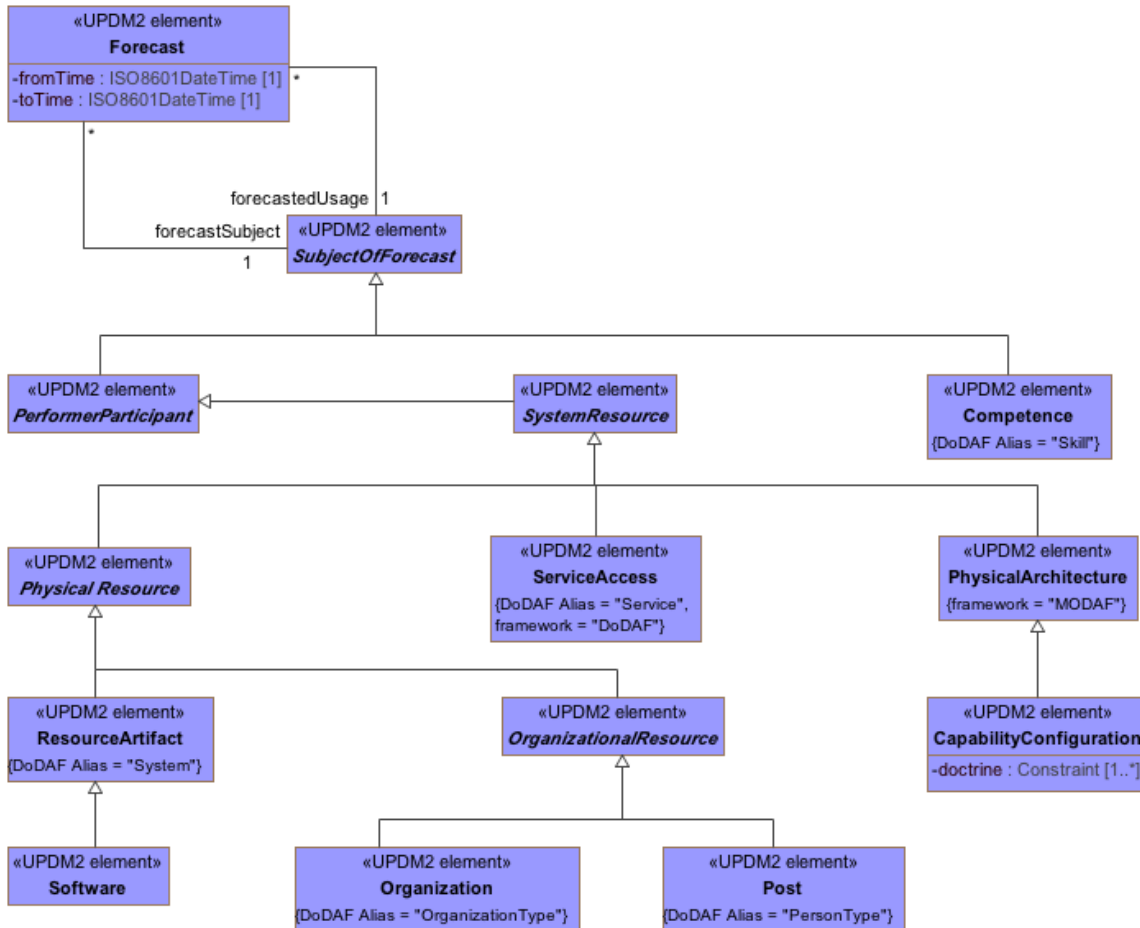 «UPDM2 element»
Forecast
-fromTime : ISO8601DateTime [1]
-toTime : ISO8601DateTime [1]
*
*
forecastedUsage 1
forecastSubject
1
«UPDM2 element»
SubjectOfForecast
«UPDM2 element»
PerformerParticipant
«UPDM2 element»
SystemResource
«UPDM2 element»
Competence
{DoDAF Alias = "Skill"}
«UPDM2 element»
Physical Resource
«UPDM2 element»
ServiceAccess
{DoDAF Alias = "Service",
framework = "DoDAF"}
«UPDM2 element»
PhysicalArchitecture
{framework = "MODAF"}
«UPDM2 element»
ResourceArtifact
{DoDAF Alias = "System"}
«UPDM2 element»
OrganizationalResource
«UPDM2 element»
CapabilityConfiguration
-doctrine : Constraint [1..*]
«UPDM2 element»
Software
«UPDM2 element»
Organization
{DoDAF Alias = "OrganizationType"}
«UPDM2 element»
Post
{DoDAF Alias = "PersonType"}